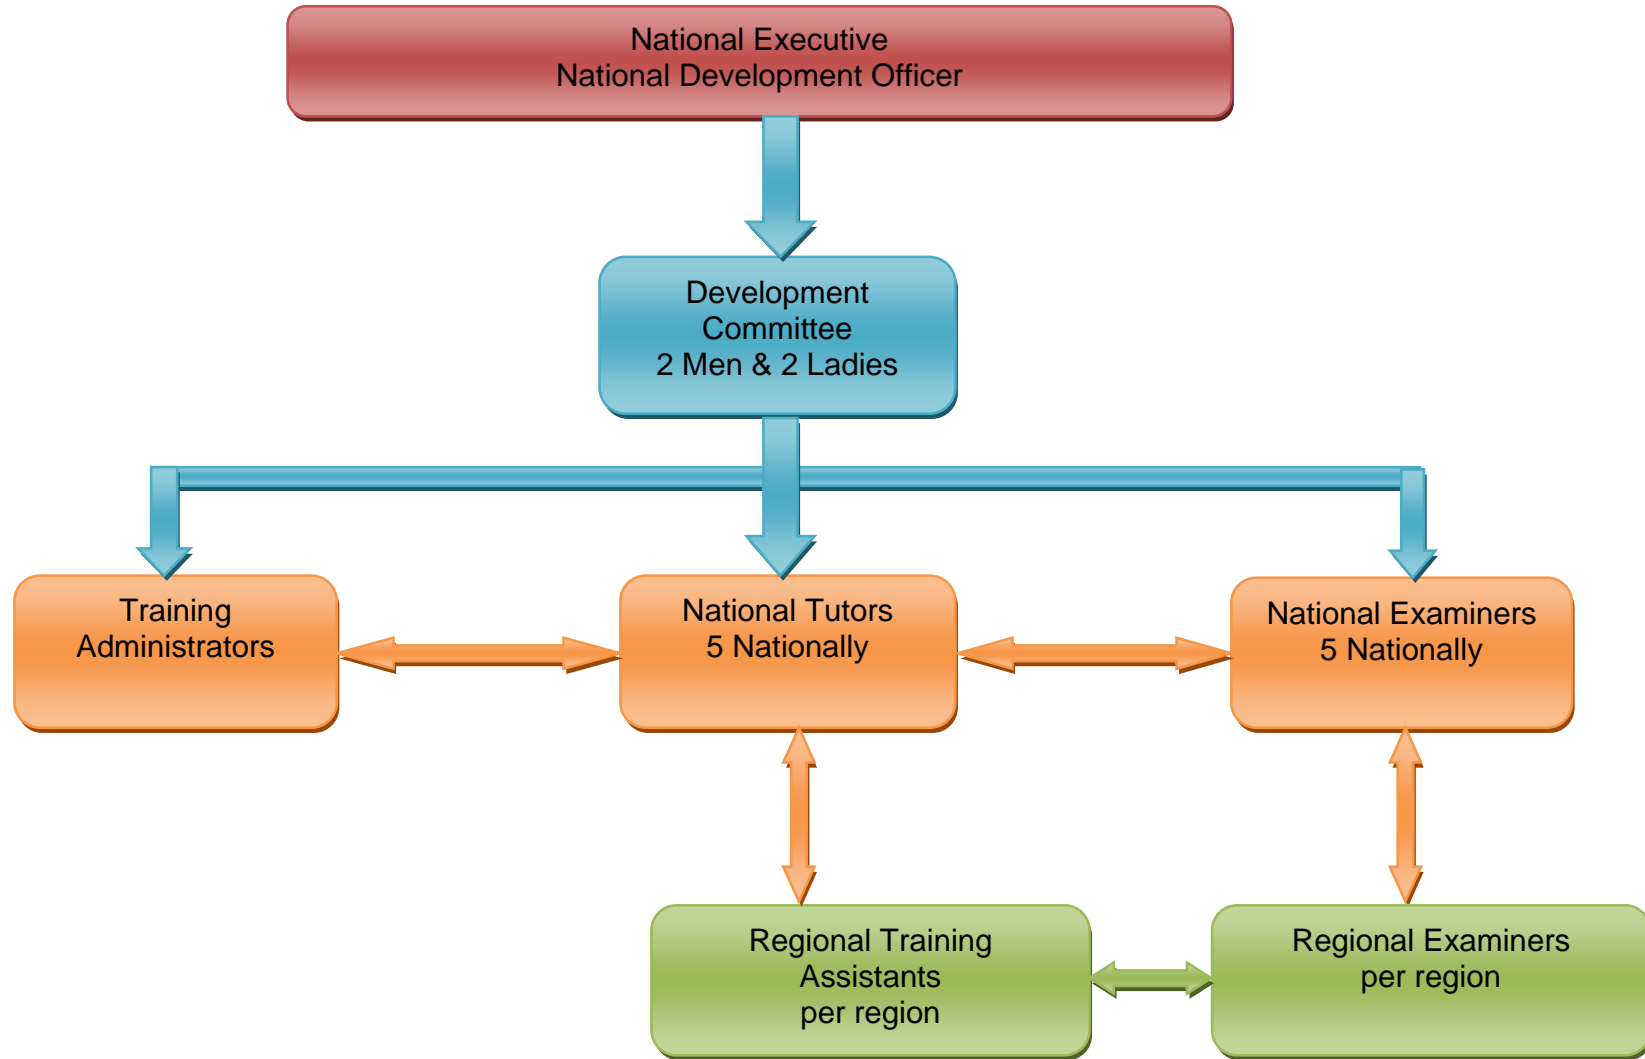 National Executive
National Development Officer
Development
Committee
2 Men & 2 Ladies
Training
Administrators
National Tutors
5 Nationally
National Examiners
5 Nationally
Regional Training
Assistants
per region
Regional Examiners
per region